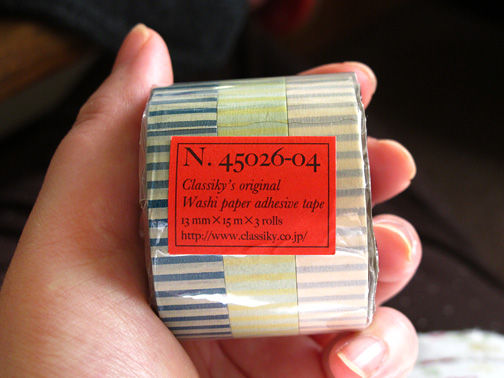 N. 45026-04
Classiky's original
Washi paper adhesive tape
13 mm×15 m×3 rolls
http://www.classiky.co.jp/